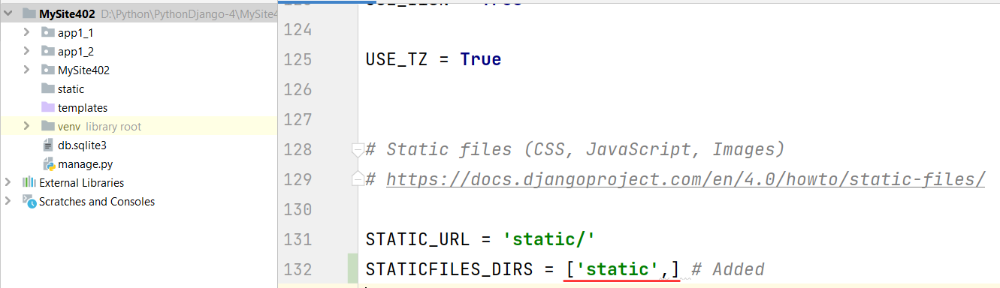 MySite402 D:\Python\PythonDjango-4\MySite4
app1_1
app1_2
MySite402
static
templates
venv library root
db.sqlite3
manage.py
External Libraries
Scratches and Consoles
124
125 USE_TZ = True
126
127
128 # Static files (CSS, JavaScript, Images)
129 # https://docs.djangoproject.com/en/4.0/howto/static-files/
130
131 STATIC_URL = 'static/'
132 STATICFILES_DIRS = ['static',] # Added